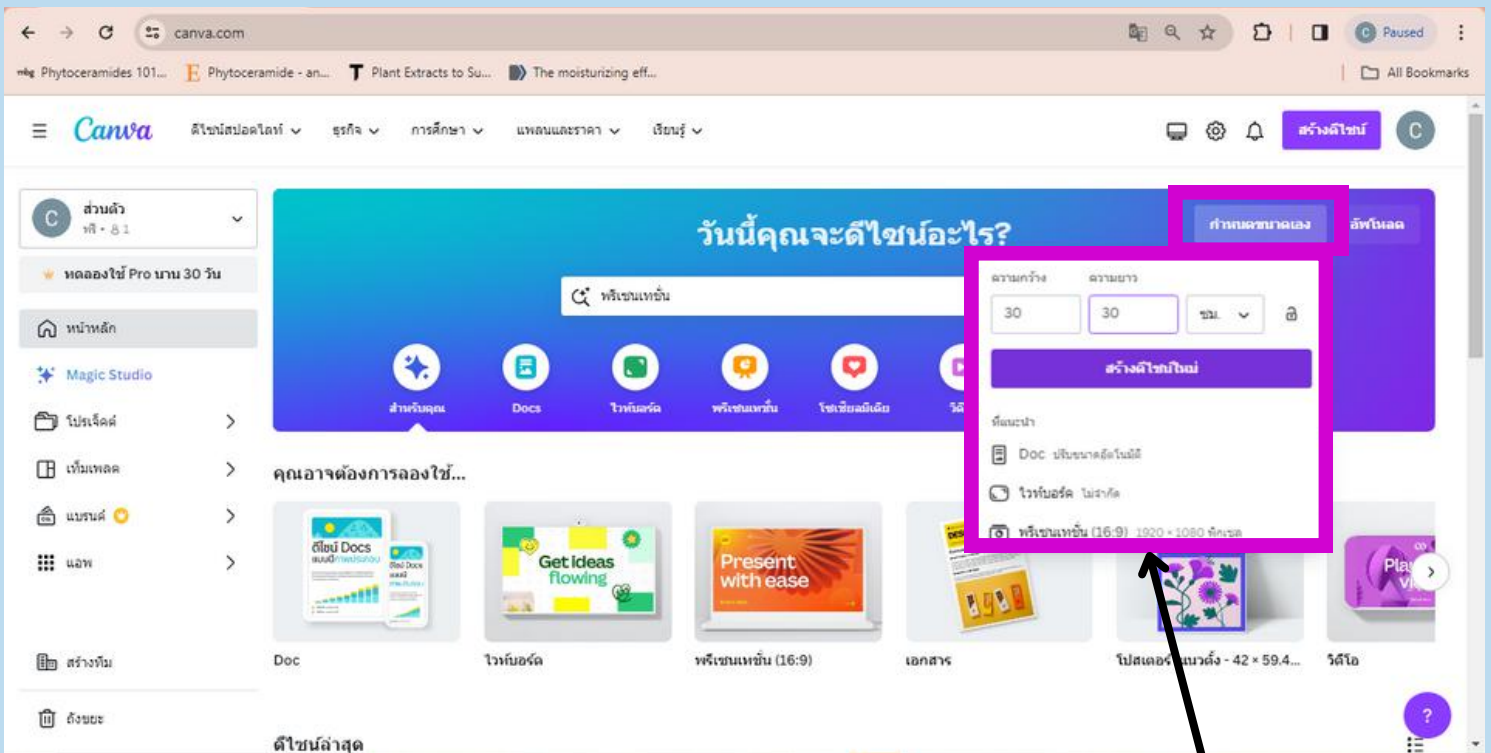 canva.com
Paused
mbg Phytoceramides 101...
Phytoceramide - an...
Plant Extracts to Su...
The moisturizing eff...
All Bookmarks
Canva
ดีไซน์สปอตไลท์
ธุรกิจ
การศึกษา
แพลนและราคา
เรียนรู้
สร้างดีไซน์
C
C
ส่วนตัว
ฟรี • 1
ทดลองใช้ Pro นาน 30 วัน
หน้าหลัก
Magic Studio
โปรเจ็คต์
เท็มเพลต
แบรนด์
แอพ
สร้างทีม
ถังขยะ
วันนี้คุณจะดีไซน์อะไร?
กำหนดขนาดเอง
อัพโหลด
พรีเซนเทชั่น
สำหรับคุณ
Docs
ไวท์บอร์ด
พรีเซนเทชั่น
โซเชียลมีเดีย
ความกว้าง
ความยาว
30
30
ซม.
สร้างดีไซน์ใหม่
ที่แนะนำ
Doc ปรับขนาดอัตโนมัติ
ไวท์บอร์ด ไม่จำกัด
พรีเซนเทชั่น (16:9) 1920 × 1080 พิกเซล
คุณอาจต้องการลองใช้...
ดีไซน์ Docs
แบบมีภาพประกอบ
Get ideas
flowing
Present
with ease
Doc
ไวท์บอร์ด
พรีเซนเทชั่น (16:9)
เอกสาร
โปสเตอร์แนวตั้ง - 42 × 59.4...
วิดีโอ
ดีไซน์ล่าสุด
?